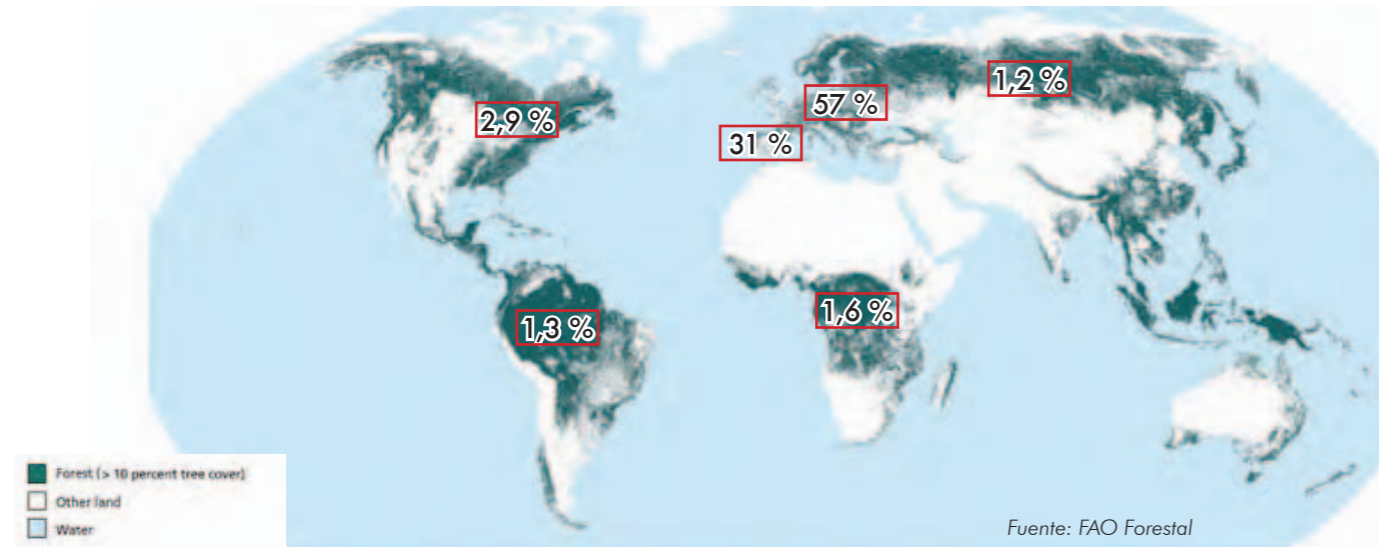 1,2 %
57 %
2,9 %
31 %
1,6 %
1,3 %
Forest (> 10 percent tree cover)
Other land
Water
Fuente: FAO Forestal